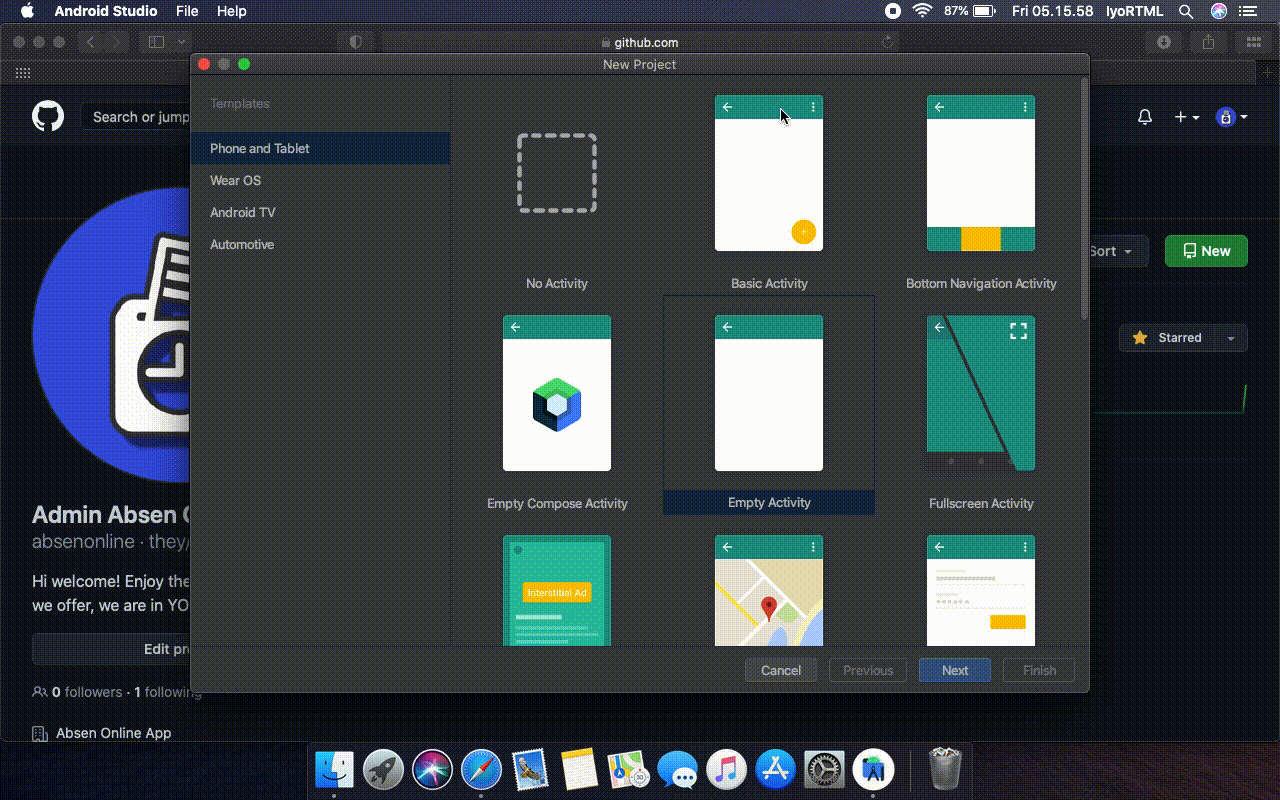 Android Studio File Help
87% Fri 05.15.58 IyoRTML
github.com
New Project
Search or jump
Templates
Phone and Tablet
Wear OS
Android TV
Automotive
No Activity
Basic Activity
Bottom Navigation Activity
Empty Compose Activity
Empty Activity
Fullscreen Activity
Interstitial Ad
Cancel Previous Next Finish
Sort
New
Starred
Admin Absen
absenonline · they/
Hi welcome! Enjoy the
we offer, we are in YO
Edit pr
0 followers · 1 following
Absen Online App